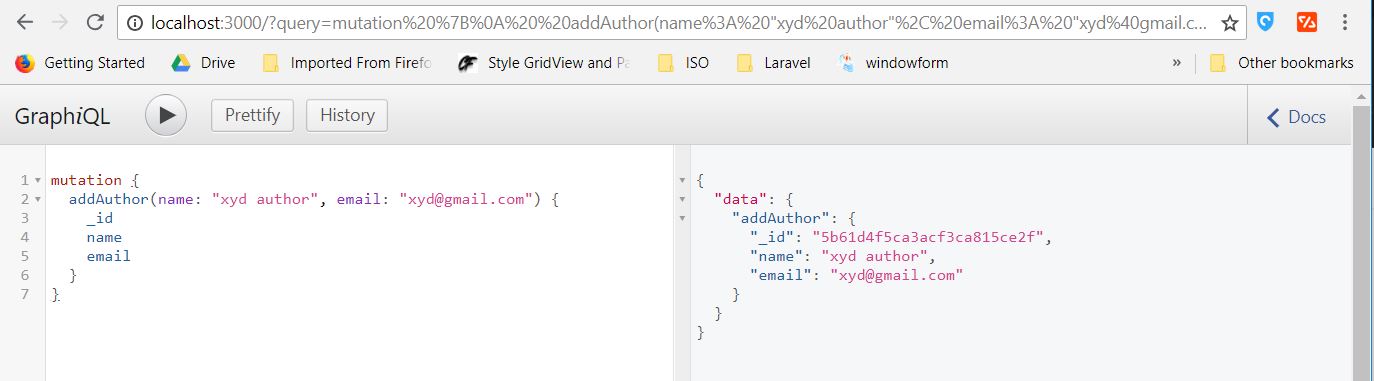 localhost:3000/?query=mutation%20%7B%0A%20%20addAuthor(name%3A%20"xyd%20author"%2C%20email%3A%20"xyd%40gmail.c...
Getting Started Drive Imported From Firefo Style GridView and Pa ISO Laravel windowform » Other bookmarks
GraphiQL Prettify History Docs
1 mutation {
2 addAuthor(name: "xyd author", email: "xyd@gmail.com") {
3 _id
4 name
5 email
6 }
7 }
{
"data": {
"addAuthor": {
"_id": "5b61d4f5ca3acf3ca815ce2f",
"name": "xyd author",
"email": "xyd@gmail.com"
}
}
}